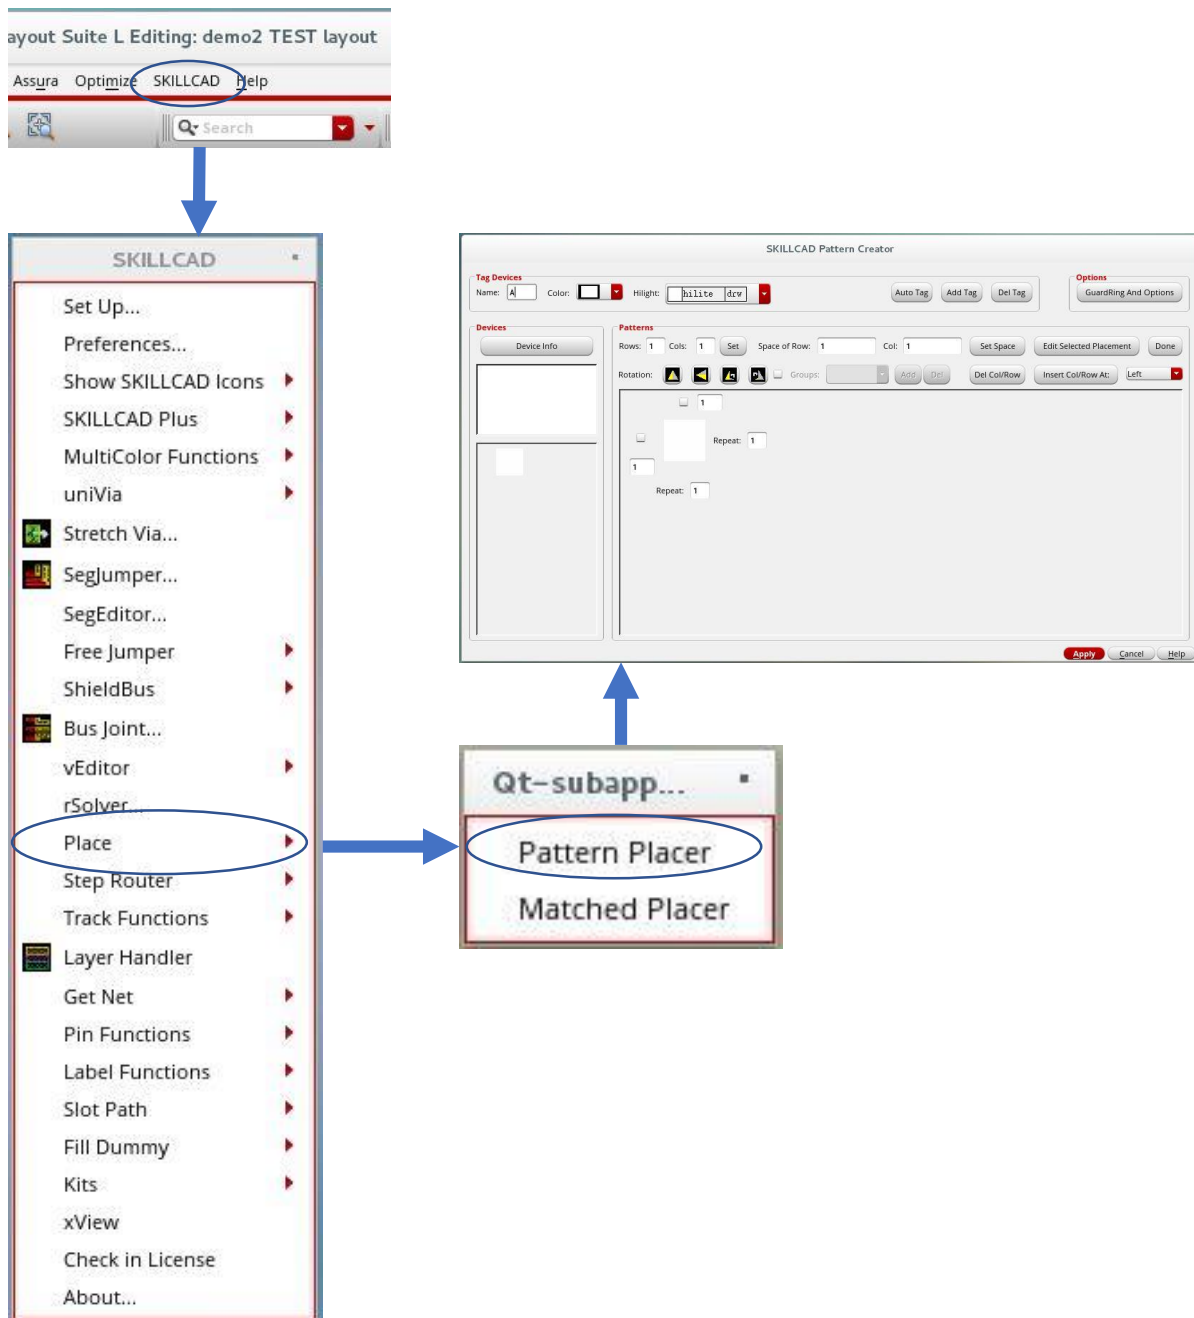 ayout Suite L Editing: demo2 TEST layout
Assura Optimize SKILLCAD Help
Search
SKILLCAD
Set Up...
Preferences...
Show SKILLCAD Icons
SKILLCAD Plus
MultiColor Functions
uniVia
Stretch Via...
SegJumper...
SegEditor...
Free Jumper
ShieldBus
Bus Joint...
vEditor
rSolver...
Place
Step Router
Track Functions
Layer Handler
Get Net
Pin Functions
Label Functions
Slot Path
Fill Dummy
Kits
xView
Check in License
About...
SKILLCAD Pattern Creator
Tag Devices
Name: A Color: Hilight: hilite drw Auto Tag Add Tag Del Tag
Options
GuardRing And Options
Devices
Device Info
Patterns
Rows: 1 Cols: 1 Set Space of Row: 1 Col: 1 Set Space Edit Selected Placement Done
Rotation: Groups: Add Del Del Col/Row Insert Col/Row At: Left
1
Repeat: 1
1
Repeat: 1
Apply Cancel Help
Qt-subapp...
Pattern Placer
Matched Placer